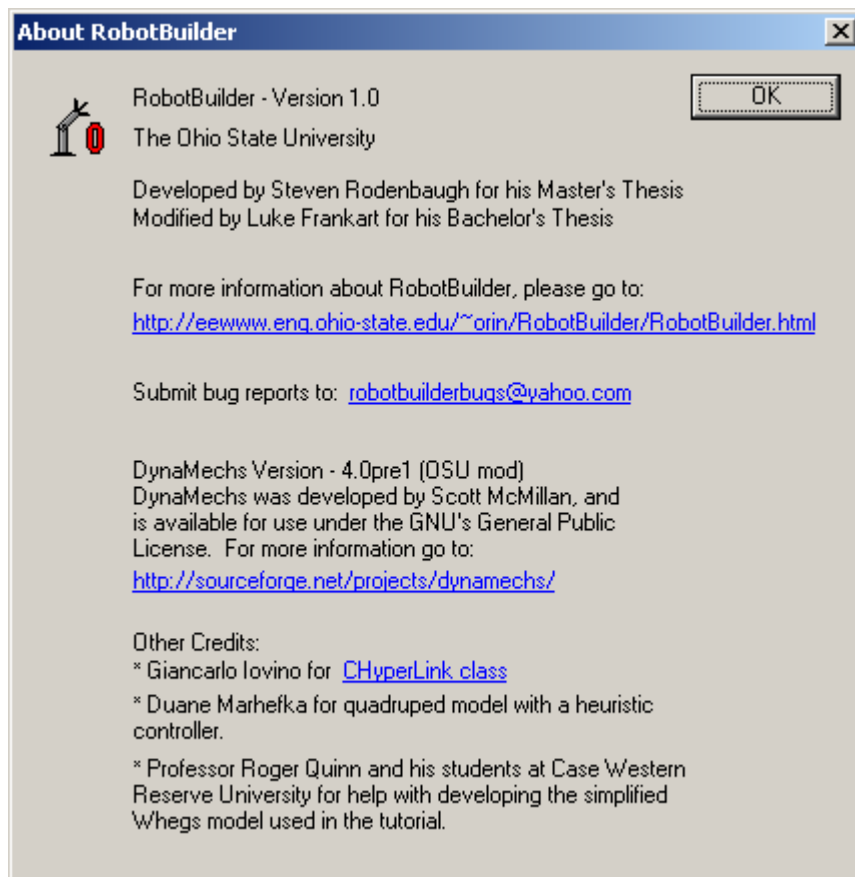 About RobotBuilder
RobotBuilder - Version 1.0
OK
The Ohio State University
Developed by Steven Rodenbaugh for his Master's Thesis
Modified by Luke Frankart for his Bachelor's Thesis
For more information about RobotBuilder, please go to:
http://eewww.eng.ohio-state.edu/~orin/RobotBuilder/RobotBuilder.html
Submit bug reports to: robotbuilderbugs@yahoo.com
DynaMechs Version - 4.0pre1 (OSU mod)
DynaMechs was developed by Scott McMillan, and
is available for use under the GNU's General Public
License. For more information go to:
http://sourceforge.net/projects/dynamechs/
Other Credits:
* Giancarlo Iovino for CHyperLink class
* Duane Marhefka for quadruped model with a heuristic
controller.
* Professor Roger Quinn and his students at Case Western
Reserve University for help with developing the simplified
Whegs model used in the tutorial.